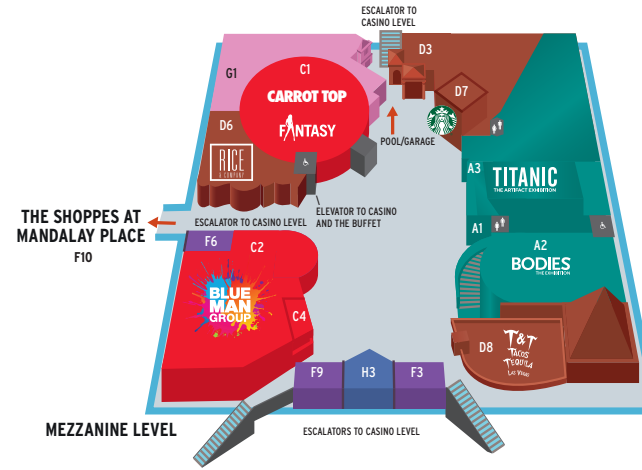 ESCALATOR TO
CASINO LEVEL
D3
G1
C1
CARROT TOP
FANTASY
D7
D6
RICE
& COMPANY
POOL/GARAGE
A3
TITANIC
THE ARTIFACT EXHIBITION
THE SHOPPES AT
MANDALAY PLACE
F10
ESCALATOR TO CASINO LEVEL
ELEVATOR TO CASINO
AND THE BUFFET
A1
F6
C2
A2
BODIES
THE EXHIBITION
BLUE
MAN
GROUP
C4
D8
T&T
TACOS
TEQUILA
LAS VEGAS
F9
H3
F3
MEZZANINE LEVEL
ESCALATORS TO CASINO LEVEL